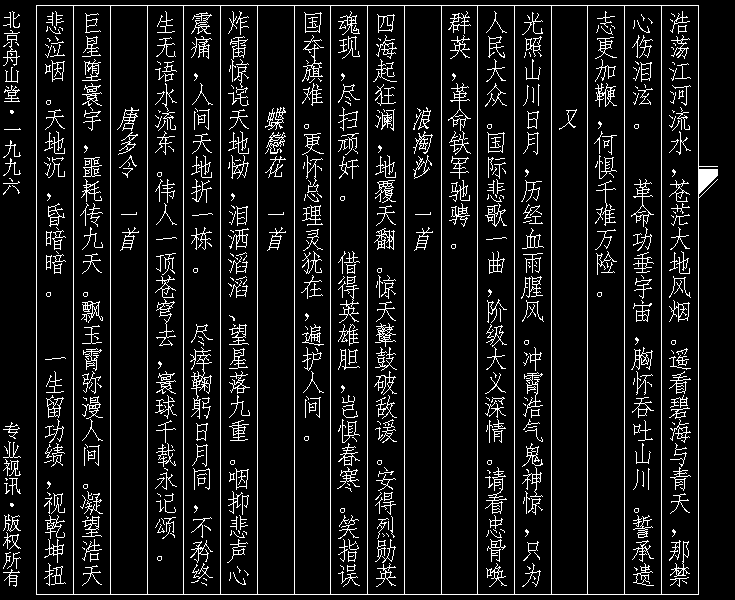 浩荡江河流水，苍茫大地风烟。遥看碧海与青天，那禁
心伤泪泫。　革命功垂宇宙，胸怀吞吐山川。誓承遗
志更加鞭，何惧千难万险。
又
光照山川日月，历经血雨腥风。冲霄浩气鬼神惊，只为
人民大众。国际悲歌一曲，阶级大义深情。请看忠骨唤
群英，革命铁军驰骋。
浪淘沙　一首
四海起狂澜，地覆天翻。惊天鼙鼓破敌谖。安得烈勋英
魂现，尽扫顽奸。　借得英雄胆，岂惧春寒。笑指误
国夺旗难。更怀总理灵犹在，遍护人间。
蝶戀花　一首
炸雷惊诧天地恸，泪洒滔滔、望星落九重。咽抑悲声心
震痛，人间天地折一栋。　尽瘁鞠躬日月同，不矜终
生无语水流东。伟人一顶苍穹去，寰球千载永记颂。
唐多令　一首
巨星堕寰宇，噩耗传九天。飘玉霄弥漫人间。凝望浩天
悲泣咽。天地沉，昏暗暗。　一生留功绩，视乾坤扭
北京舟山堂·一九九六
专业视讯·版权所有